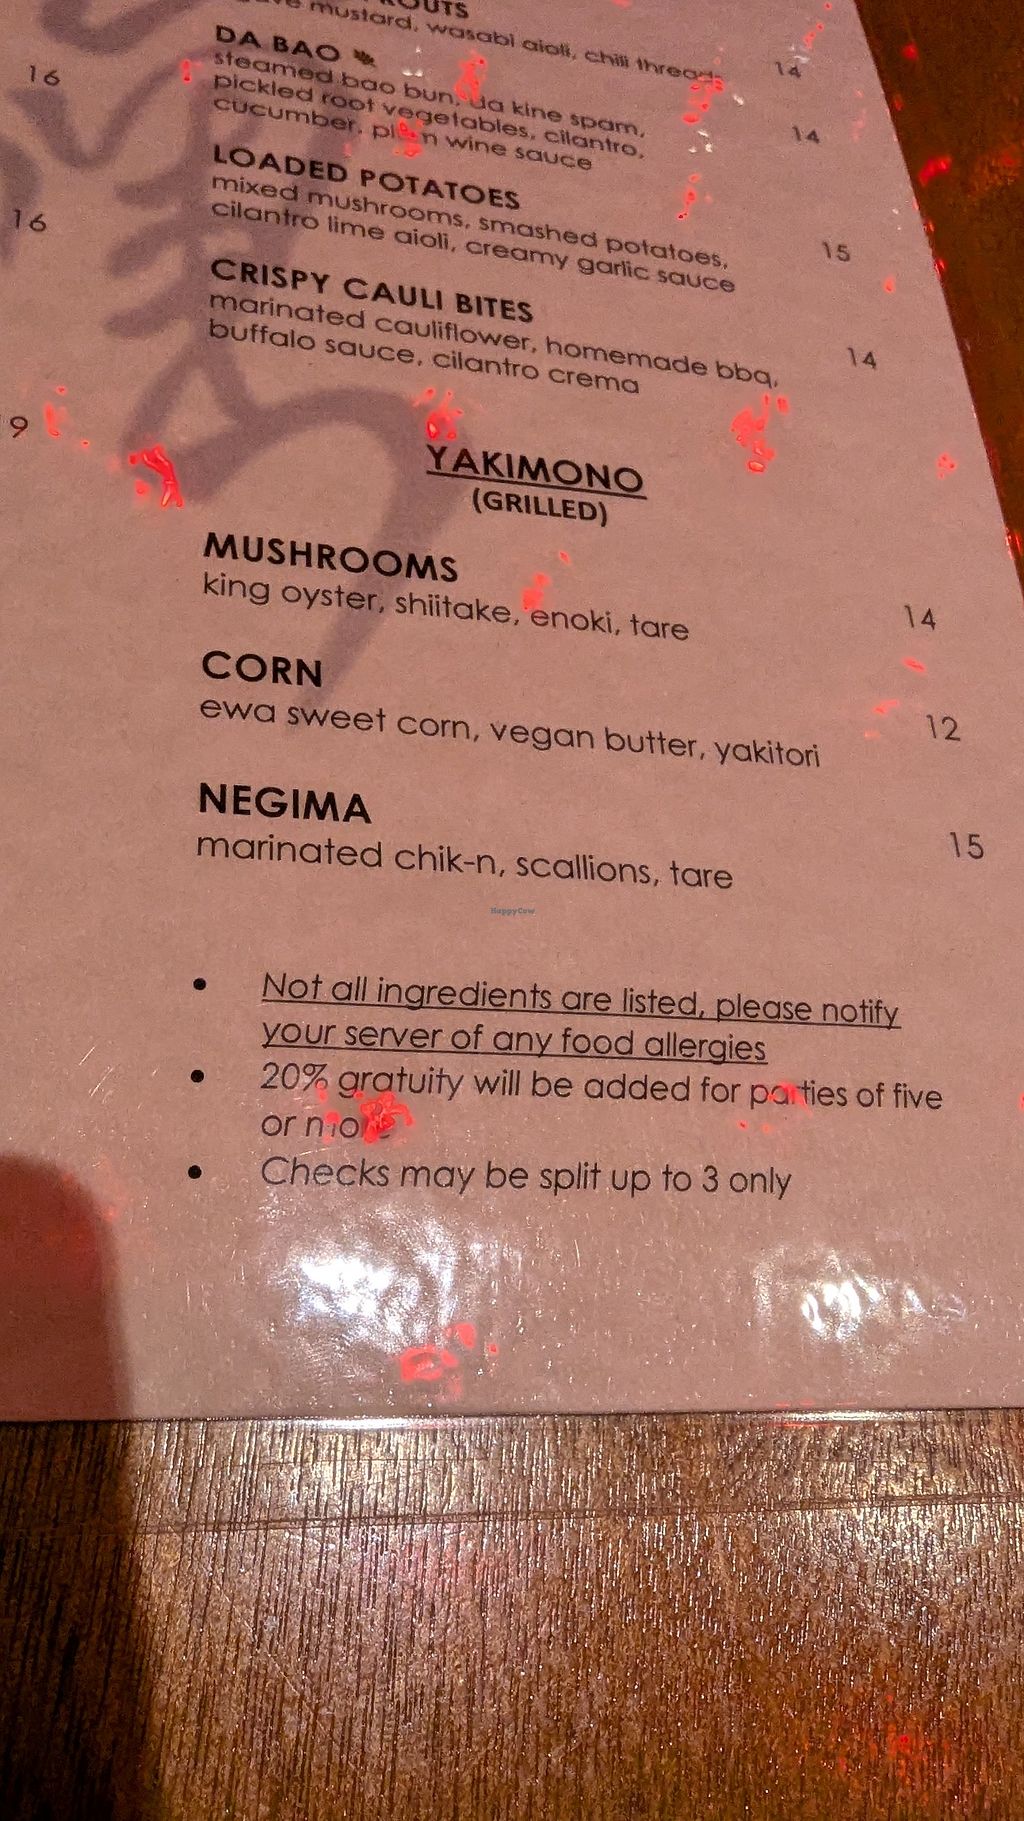 mustard, wasabi aioli, chili threads 14
DA BAO
steamed bao bun, da kine spam, 14
pickled root vegetables, cilantro,
cucumber, plum wine sauce
LOADED POTATOES
mixed mushrooms, smashed potatoes, 15
cilantro lime aioli, creamy garlic sauce
CRISPY CAULI BITES
marinated cauliflower, homemade bbq, 14
buffalo sauce, cilantro crema
YAKIMONO
(GRILLED)
MUSHROOMS
king oyster, shiitake, enoki, tare 14
CORN
ewa sweet corn, vegan butter, yakitori 12
NEGIMA
marinated chik-n, scallions, tare 15
HappyCow
• Not all ingredients are listed, please notify
your server of any food allergies
• 20% gratuity will be added for parties of five
or more
• Checks may be split up to 3 only
16
16
9